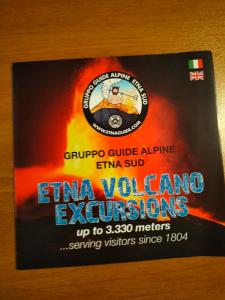 GRUPPO GUIDE ALPINE ETNA SUD
WWW.ETNAGUIDE.COM
GRUPPO GUIDE ALPINE
ETNA SUD
ETNA VOLCANO
EXCURSIONS
up to 3.330 meters
...serving visitors since 1804